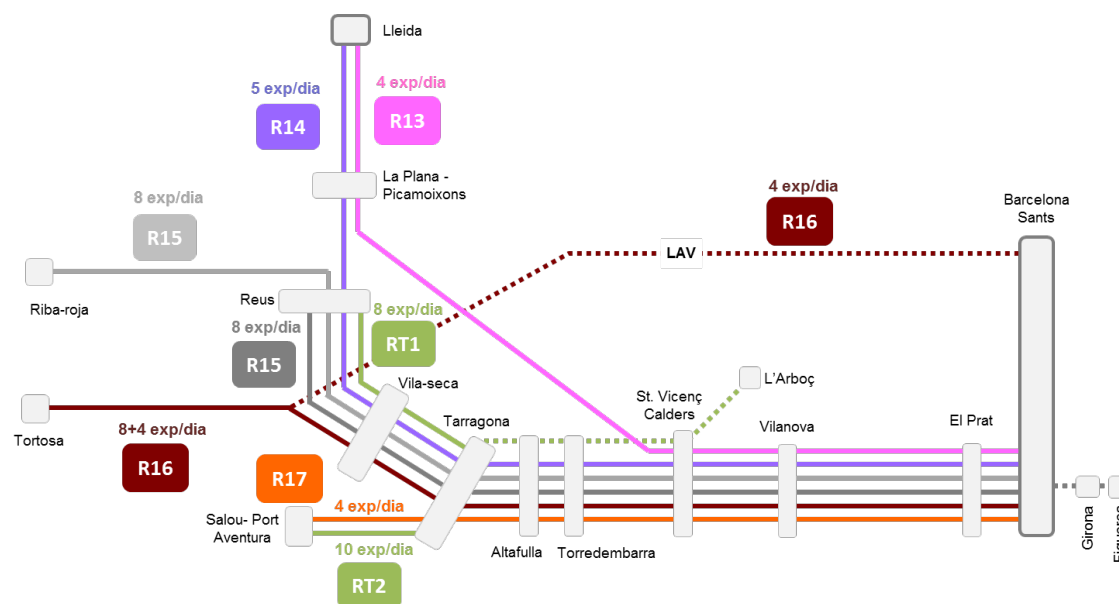 Lleida
5 exp/dia
R14
4 exp/dia
R13
La Plana -
Picamoixons
8 exp/dia
R15
4 exp/dia
R16
Barcelona
Sants
LAV
Riba-roja
Reus
8 exp/dia
RT1
8 exp/dia
R15
Vila-seca
L'Arboç
St. Vicenç
Calders
Tarragona
Vilanova
El Prat
Tortosa
8+4 exp/dia
R16
R17
4 exp/dia
Salou- Port
Aventura
10 exp/dia
RT2
Altafulla
Torredembarra
Girona